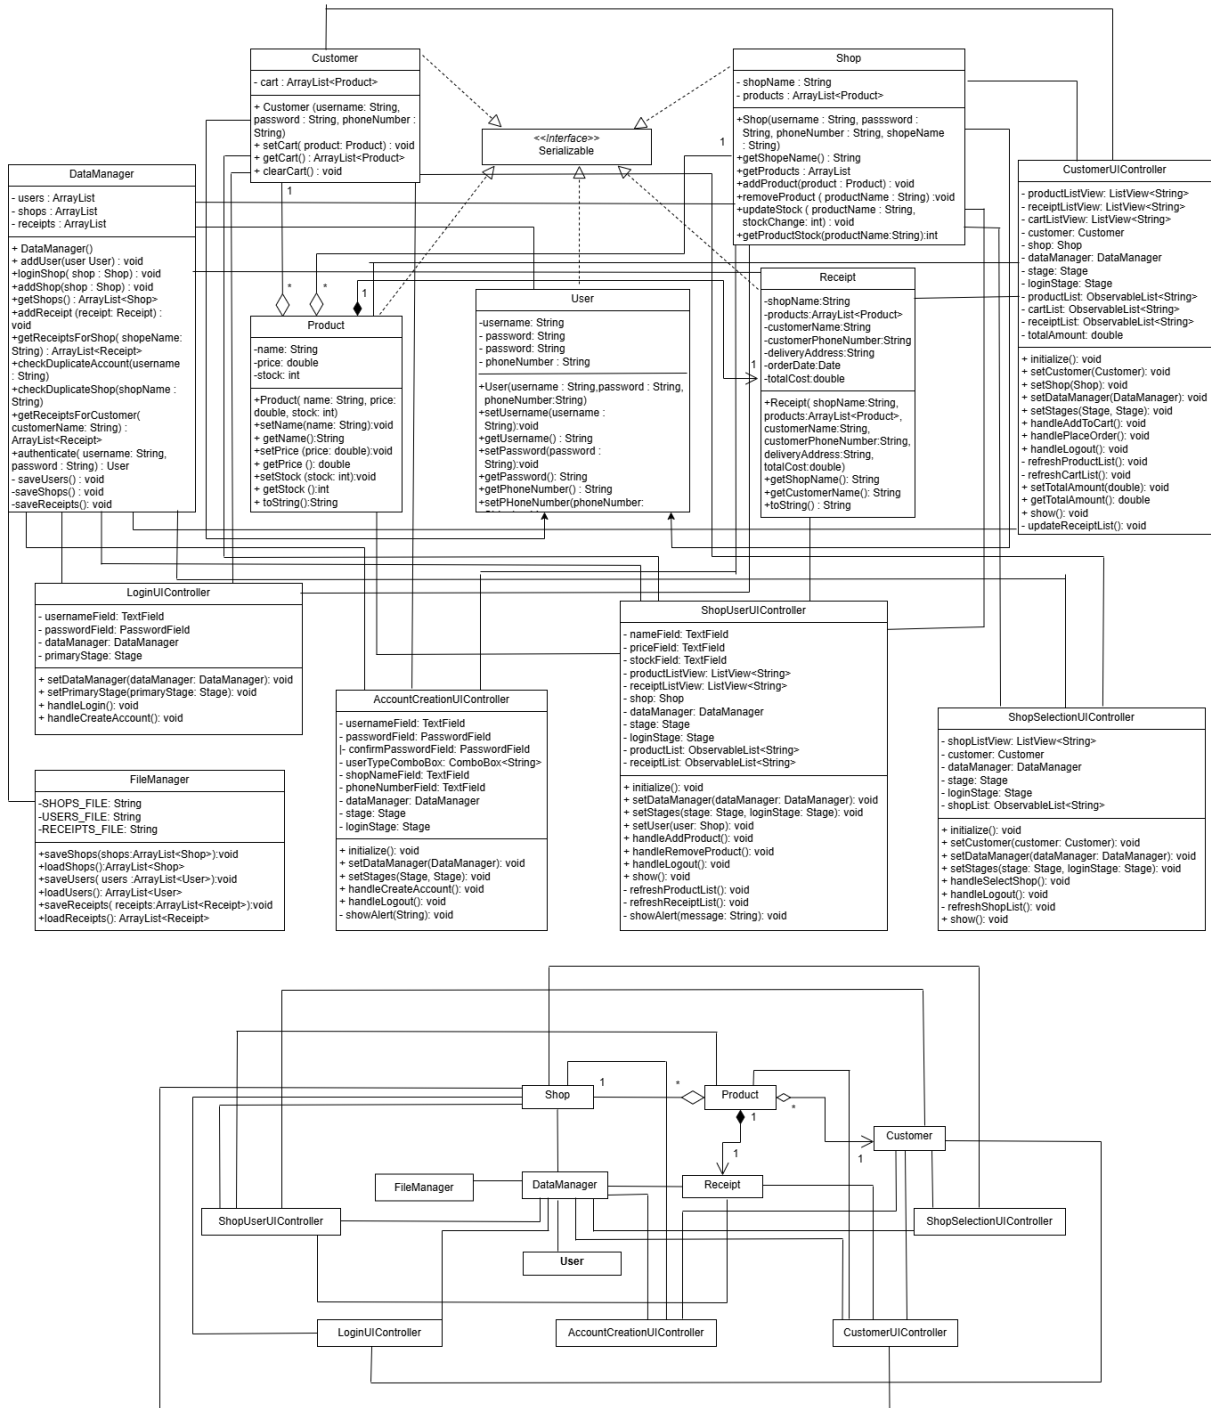 Customer
- cart : ArrayList<Product>
+ Customer (username: String,
password : String, phoneNumber :
String)
+ setCart( product: Product) : void
+ getCart() : ArrayList<Product>
+ clearCart() : void
1
Shop
- shopName : String
- products : ArrayList<Product>
+Shop(username : String, passsword :
String, phoneNumber : String, shopeName
: String)
+getShopeName() : String
+getProducts : ArrayList
+addProduct(product : Product) : void
+removeProduct ( productName : String) :void
+updateStock ( productName : String,
stockChange: int) : void
+getProductStock(productName:String):int
1
<<Interface>>
Serializable
DataManager
- users : ArrayList
- shops : ArrayList
- receipts : ArrayList
+ DataManager()
+ addUser(user User) : void
+loginShop( shop : Shop) : void
+addShop(shop : Shop) : void
+getShops() : ArrayList<Shop>
+addReceipt (receipt: Receipt) :
void
+getReceiptsForShop( shopeName:
String) : ArrayList<Receipt>
+checkDuplicateAccount(username
: String)
+checkDuplicateShop(shopName :
String)
+getReceiptsForCustomer(
customerName: String) :
ArrayList<Receipt>
+authenticate( username: String,
password : String) : User
- saveUsers() : void
-saveShops() : void
-saveReceipts(): void
CustomerUIController
- productListView: ListView<String>
- receiptListView: ListView<String>
- cartListView: ListView<String>
- customer: Customer
- shop: Shop
- dataManager: DataManager
- stage: Stage
- loginStage: Stage
- productList: ObservableList<String>
- cartList: ObservableList<String>
- receiptList: ObservableList<String>
- totalAmount: double
+ initialize(): void
+ setCustomer(Customer): void
+ setShop(Shop): void
+ setDataManager(DataManager): void
+ setStages(Stage, Stage): void
+ handleAddToCart(): void
+ handlePlaceOrder(): void
+ handleLogout(): void
- refreshProductList(): void
- refreshCartList(): void
+ setTotalAmount(double): void
+ getTotalAmount(): double
+ show(): void
- updateReceiptList(): void
*
*
1
1
Product
-name: String
-price: double
-stock: int
+Product( name: String, price:
double, stock: int)
+setName(name: String):void
+ getName():String
+setPrice (price: double):void
+ getPrice (): double
+setStock (stock: int):void
+ getStock ():int
+ toString():String
User
-username: String
- password: String
- password: String
- phoneNumber : String
+User(username : String,password : String,
phoneNumber:String)
+setUsername(username :
String):void
+getUsername() : String
+setPassword(password :
String):void
+getPassword(): String
+getPhoneNumber() : String
+setPHoneNumber(phoneNumber:
Receipt
-shopName:String
-products:ArrayList<Product>
-customerName:String
-customerPhoneNumber:String
-deliveryAddress:String
-orderDate:Date
-totalCost:double
+Receipt( shopName:String,
products:ArrayList<Product>,
customerName:String,
customerPhoneNumber:String,
deliveryAddress:String,
totalCost:double)
+getShopName() : String
+getCustomerName() : String
+toString() : String
LoginUIController
- usernameField: TextField
- passwordField: PasswordField
- dataManager: DataManager
- primaryStage: Stage
+ setDataManager(dataManager: DataManager): void
+ setPrimaryStage(primaryStage: Stage): void
+ handleLogin(): void
+ handleCreateAccount(): void
FileManager
-SHOPS_FILE: String
-USERS_FILE: String
-RECEIPTS_FILE: String
+saveShops(shops:ArrayList<Shop>):void
+loadShops():ArrayList<Shop>
+saveUsers( users :ArrayList<User>):void
+loadUsers(): ArrayList<User>
+saveReceipts( receipts:ArrayList<Receipt>):void
+loadReceipts(): ArrayList<Receipt>
AccountCreationUIController
- usernameField: TextField
- passwordField: PasswordField
|- confirmPasswordField: PasswordField
- userTypeComboBox: ComboBox<String>
- shopNameField: TextField
- phoneNumberField: TextField
- dataManager: DataManager
- stage: Stage
- loginStage: Stage
+ initialize(): void
+ setDataManager(DataManager): void
+ setStages(Stage, Stage): void
+ handleCreateAccount(): void
+ handleLogout(): void
- showAlert(String): void
ShopUserUIController
- nameField: TextField
- priceField: TextField
- stockField: TextField
- productListView: ListView<String>
- receiptListView: ListView<String>
- shop: Shop
- dataManager: DataManager
- stage: Stage
- loginStage: Stage
- productList: ObservableList<String>
- receiptList: ObservableList<String>
+ initialize(): void
+ setDataManager(dataManager: DataManager): void
+ setStages(stage: Stage, loginStage: Stage): void
+ setUser(user: Shop): void
+ handleAddProduct(): void
+ handleRemoveProduct(): void
+ handleLogout(): void
+ show(): void
- refreshProductList(): void
- refreshReceiptList(): void
- showAlert(message: String): void
ShopSelectionUIController
- shopListView: ListView<String>
- customer: Customer
- dataManager: DataManager
- stage: Stage
- loginStage: Stage
- shopList: ObservableList<String>
+ initialize(): void
+ setCustomer(customer: Customer): void
+ setDataManager(dataManager: DataManager): void
+ setStages(stage: Stage, loginStage: Stage): void
+ handleSelectShop(): void
+ handleLogout(): void
- refreshShopList(): void
+ show(): void
Shop
1
*
Product
1
*
1
1
Customer
FileManager
DataManager
Receipt
ShopUserUIController
ShopSelectionUIController
User
LoginUIController
AccountCreationUIController
CustomerUIController